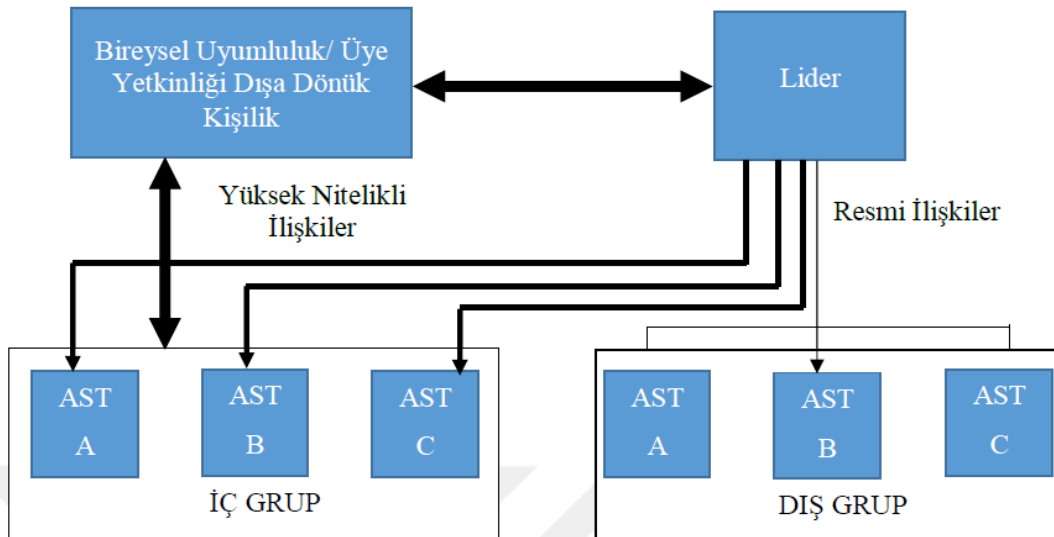 Bireysel Uyumluluk/ Üye
Yetkinliği Dışa Dönük
Kişilik
Lider
Yüksek Nitelikli
İlişkiler
Resmi İlişkiler
AST
A
AST
B
AST
C
İÇ GRUP
AST
A
AST
B
AST
C
DIŞ GRUP